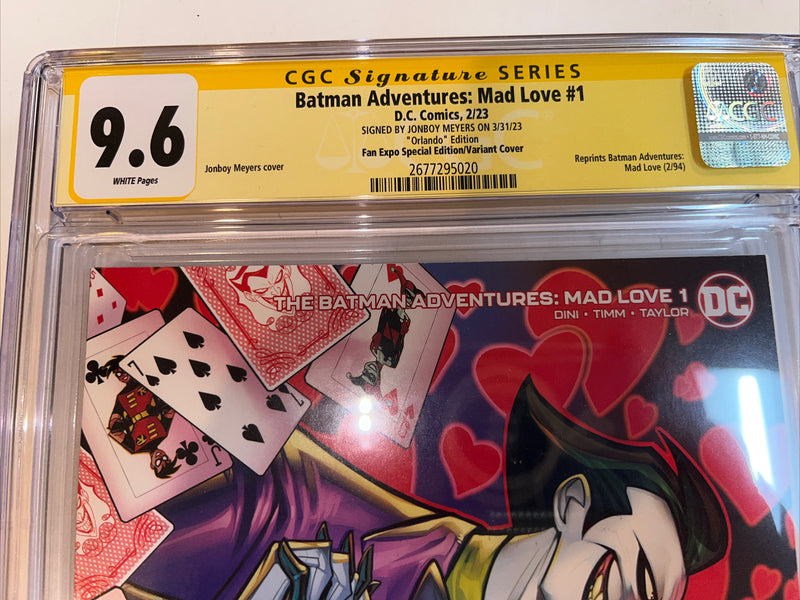 CGC Signature SERIES
Batman Adventures: Mad Love #1
D.C. Comics, 2/23
SIGNED BY JONBOY MEYERS ON 3/31/23
"Orlando" Edition
Fan Expo Special Edition/Variant Cover
2677295020
9.6
WHITE Pages
Jonboy Meyers cover
Reprints Batman Adventures:
Mad Love (2/94)
CGC
THE BATMAN ADVENTURES: MAD LOVE 1
DINI • TIMM • TAYLOR
DC
7
J
J